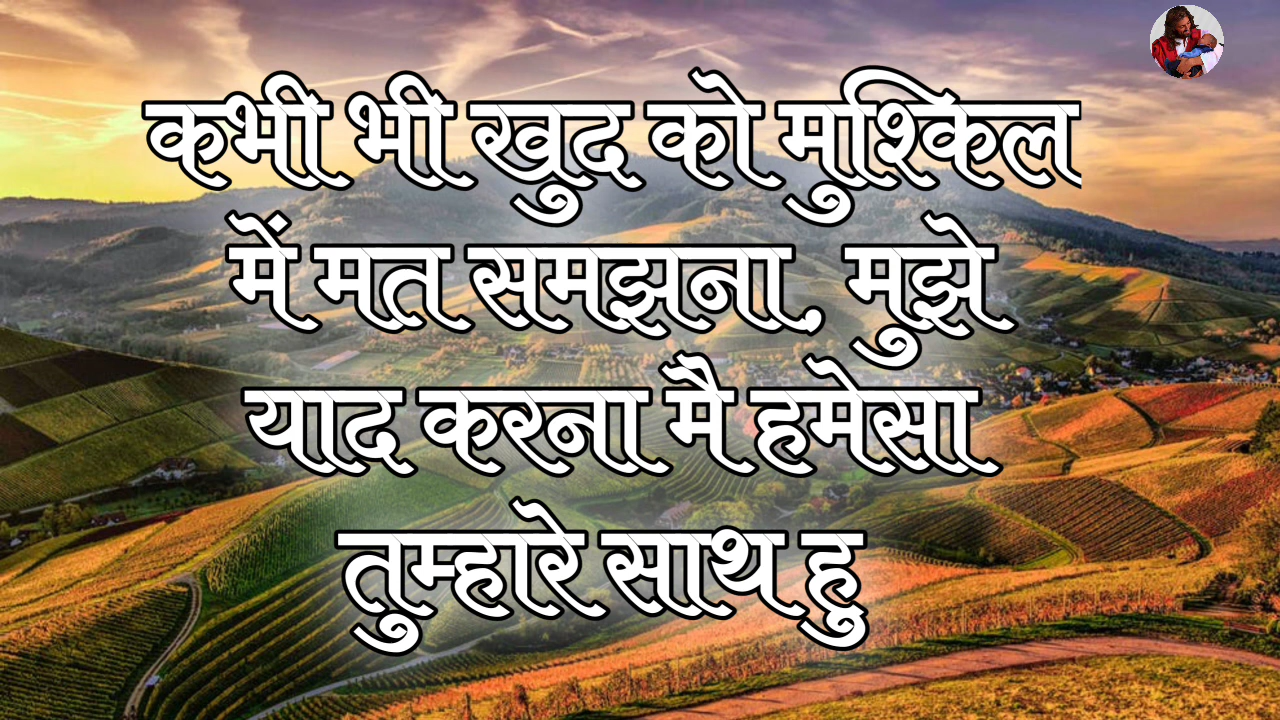 कभी भी खुद को मुश्किल
में मत समझना, मुझे
याद करना मै हमेसा
तुम्हारे साथ हु